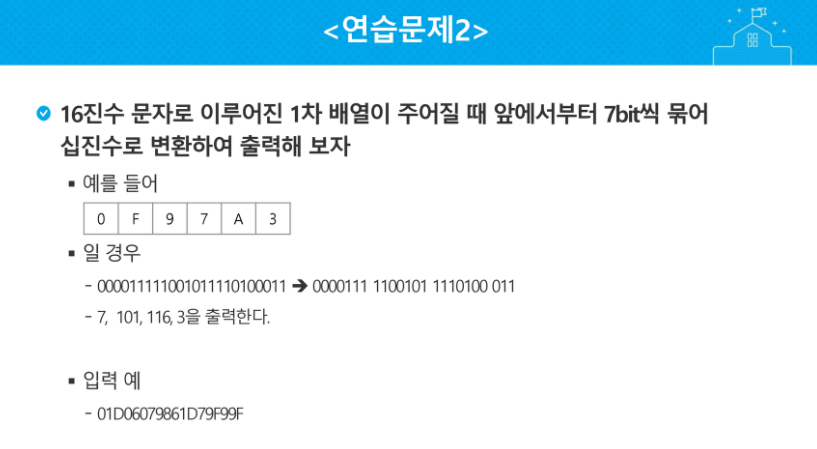 <연습문제2>
16진수 문자로 이루어진 1차 배열이 주어질 때 앞에서부터 7bit씩 묶어
십진수로 변환하여 출력해 보자
▪ 예를 들어
0 F 9 7 A 3
▪ 일 경우
- 000011111001011110100011 ➔ 0000111 1100101 1110100 011
- 7, 101, 116, 3을 출력한다.
▪ 입력 예
- 01D06079861D79F99F